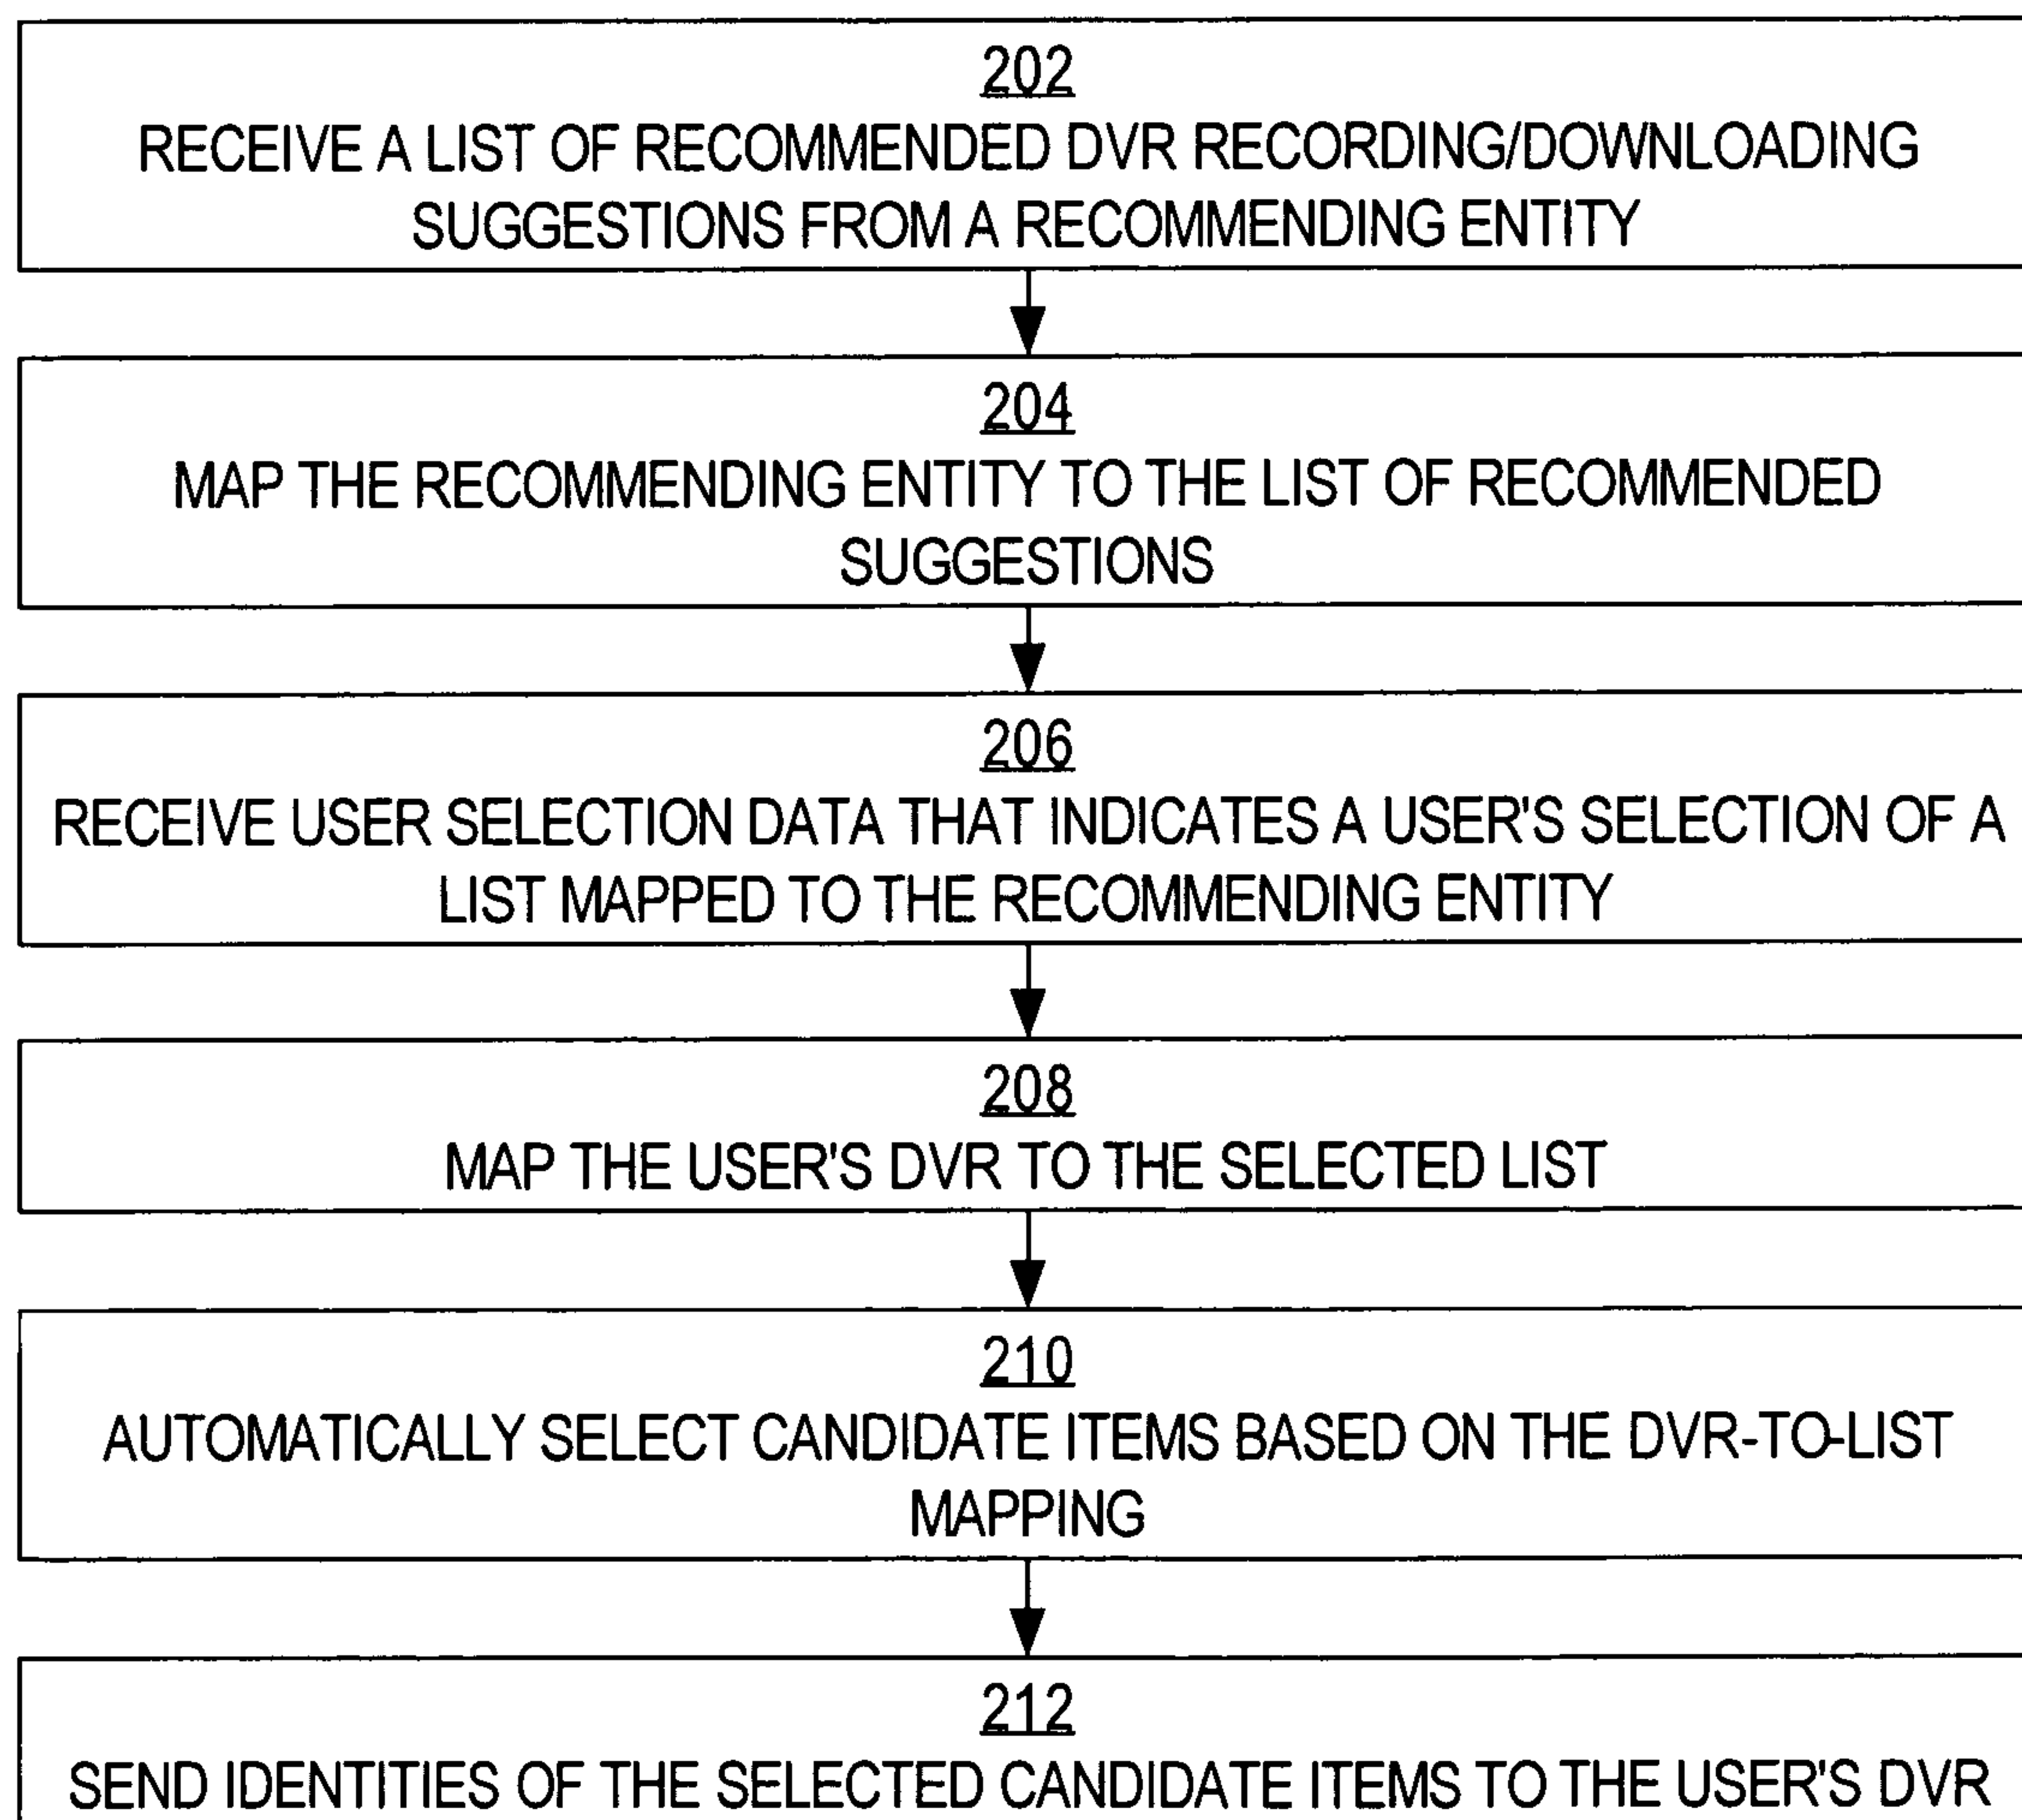 202
RECEIVE A LIST OF RECOMMENDED DVR RECORDING/DOWNLOADING
SUGGESTIONS FROM A RECOMMENDING ENTITY
204
MAP THE RECOMMENDING ENTITY TO THE LIST OF RECOMMENDED
SUGGESTIONS
206
RECEIVE USER SELECTION DATA THAT INDICATES A USER'S SELECTION OF A
LIST MAPPED TO THE RECOMMENDING ENTITY
208
MAP THE USER'S DVR TO THE SELECTED LIST
210
AUTOMATICALLY SELECT CANDIDATE ITEMS BASED ON THE DVR-TO-LIST
MAPPING
212
SEND IDENTITIES OF THE SELECTED CANDIDATE ITEMS TO THE USER'S DVR